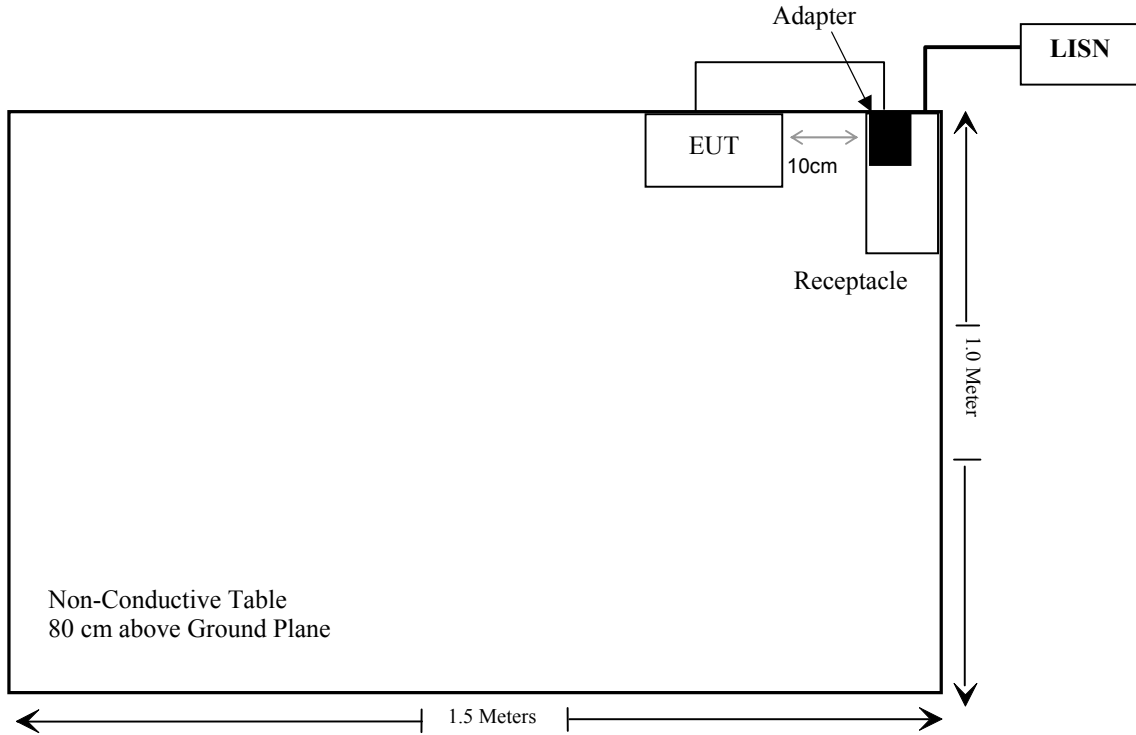 Adapter
LISN
EUT
10cm
Receptacle
1.0 Meter
Non-Conductive Table
80 cm above Ground Plane
1.5 Meters